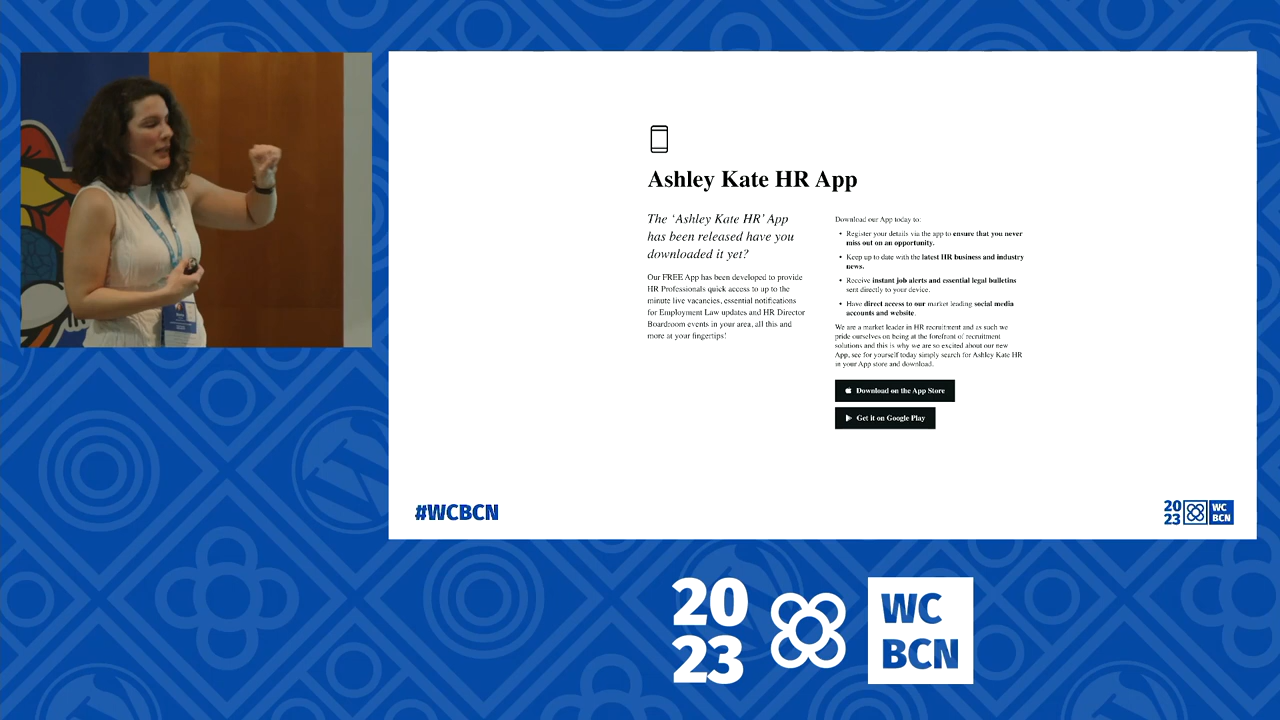 Ashley Kate HR App
The ‘Ashley Kate HR’ App
has been released have you
downloaded it yet?
Our FREE App has been developed to provide
HR Professionals quick access to up to the
minute live vacancies, essential notifications
for Employment Law updates and HR Director
Boardroom events in your area, all this and
more at your fingertips!
Download our App today to:
• Register your details via the app to ensure that you never
miss out on an opportunity.
• Keep up to date with the latest HR business and industry
news.
• Receive instant job alerts and essential legal bulletins
sent directly to your device.
• Have direct access to our market leading social media
accounts and website.
We are a market leader in HR recruitment and as such we
pride ourselves on being at the forefront of recruitment
solutions and this is why we are so excited about our new
App, see for yourself today simply search for Ashley Kate HR
in your App store and download.
Download on the App Store
Get it on Google Play
#WCBCN
20
23
WC
BCN
20
23
WC
BCN